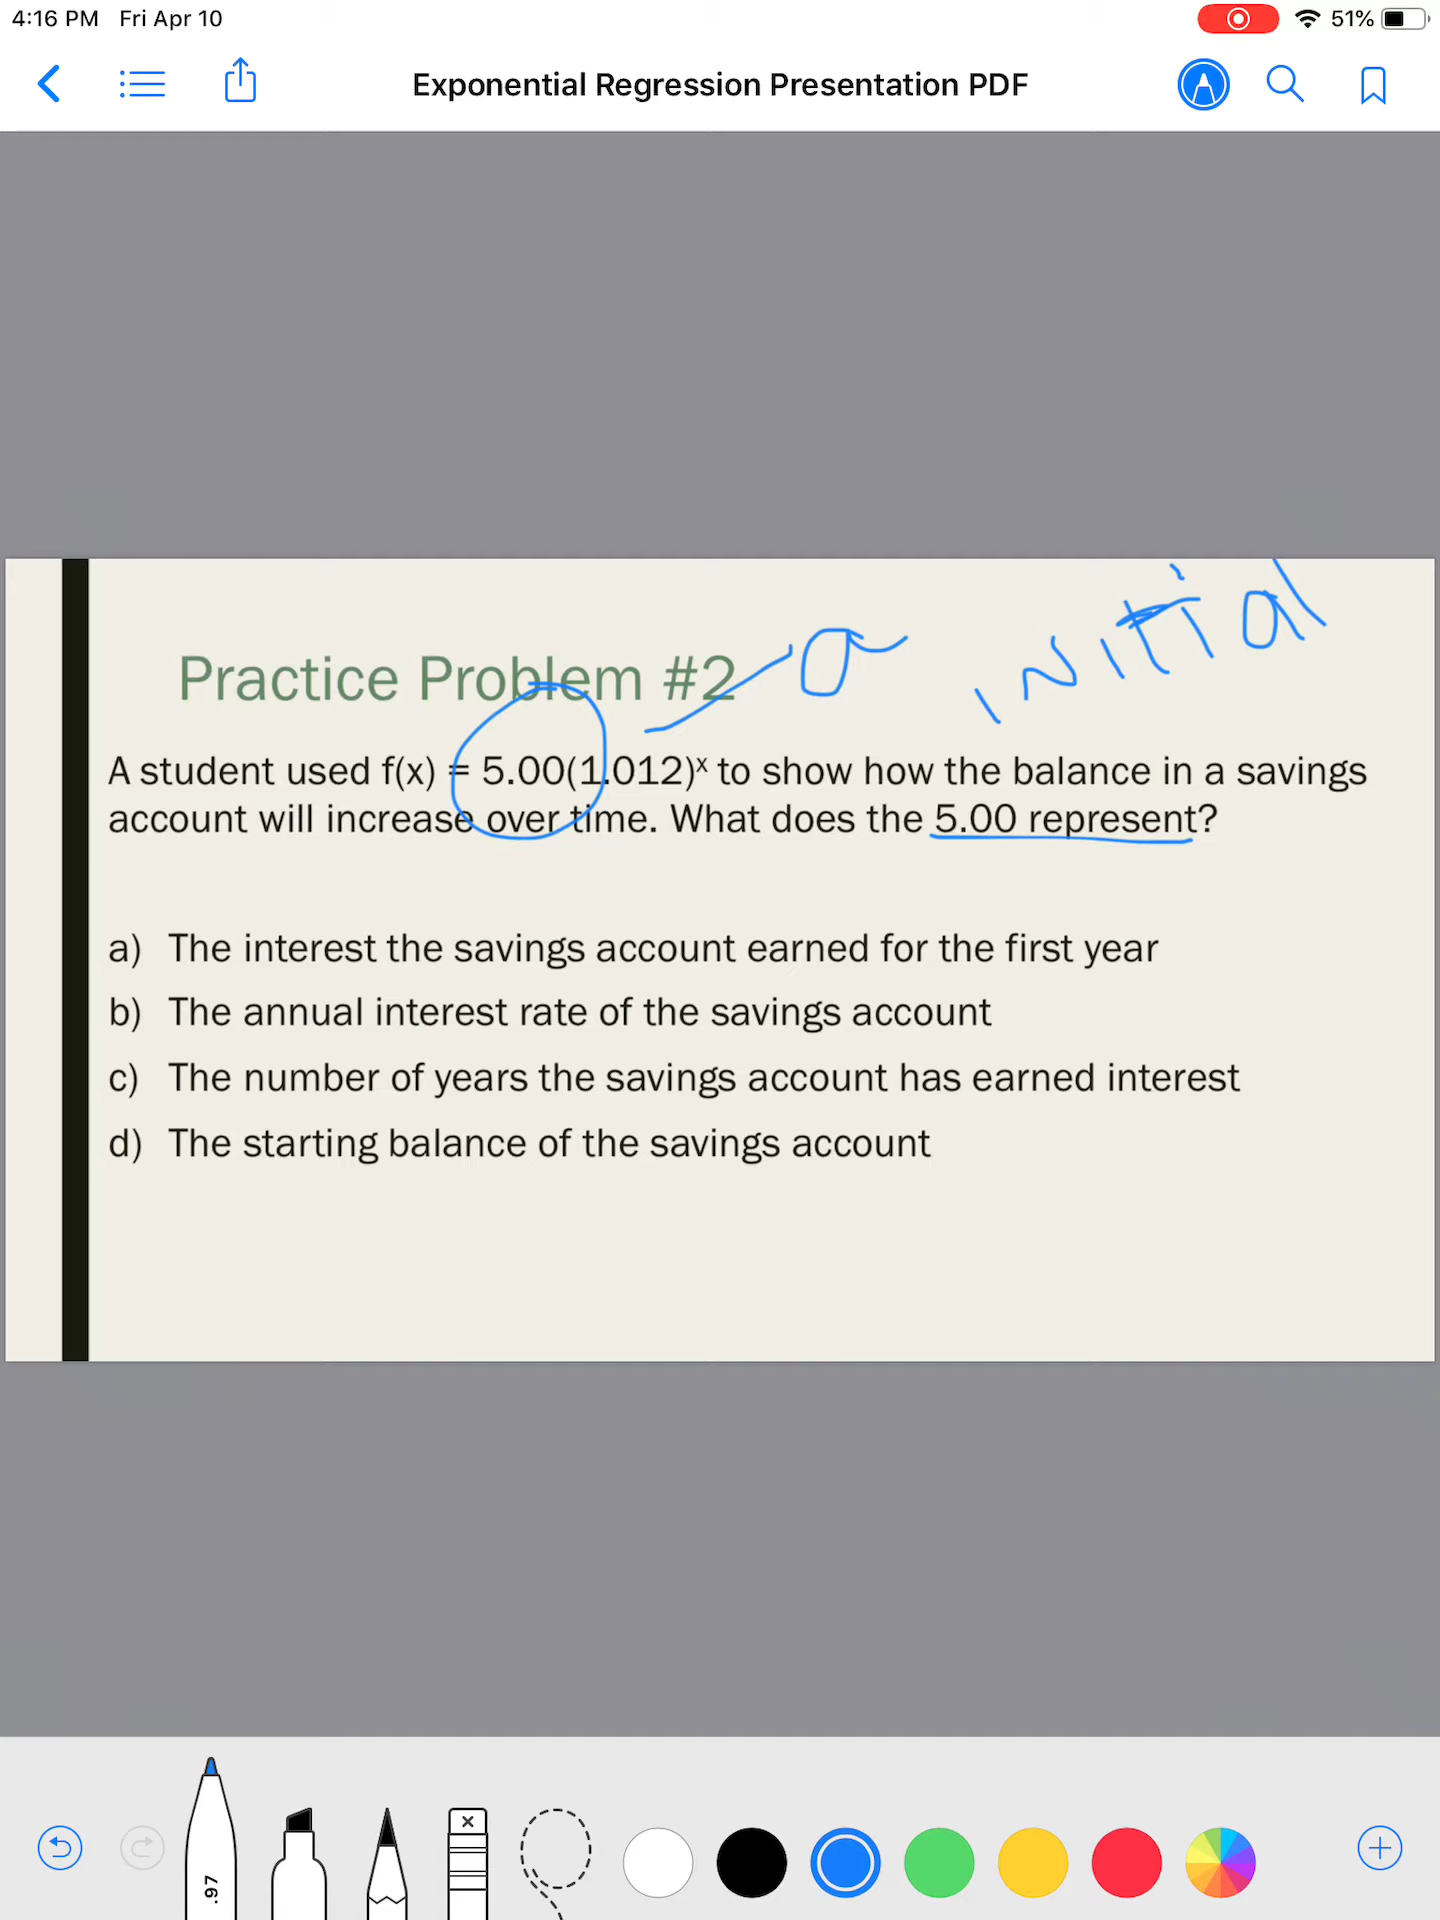 4:16 PM Fri Apr 10
51%
Exponential Regression Presentation PDF
INitial
a
Practice Problem #2
A student used f(x) = 5.00(1.012)ˣ to show how the balance in a savings
account will increase over time. What does the 5.00 represent?
a) The interest the savings account earned for the first year
b) The annual interest rate of the savings account
c) The number of years the savings account has earned interest
d) The starting balance of the savings account
.97